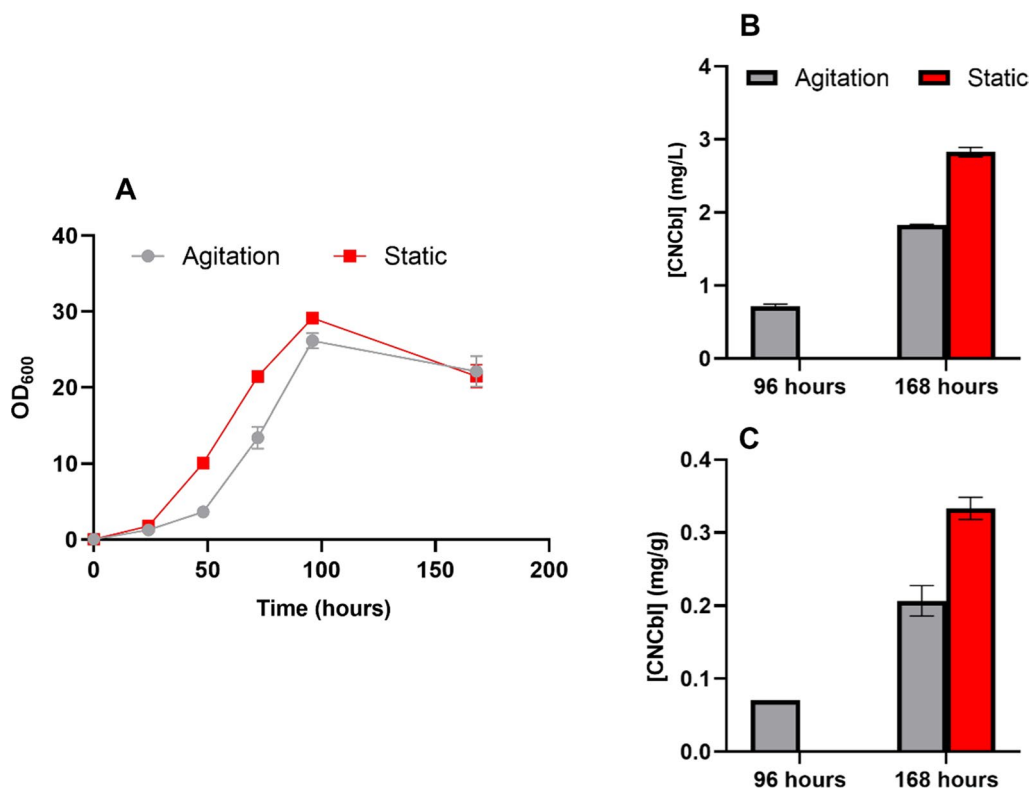 A
40
30
20
10
0
Agitation Static
OD600
0 50 100 150 200
Time (hours)
B
4
3
2
1
0
Agitation Static
[CNCbl] (mg/L)
96 hours 168 hours
C
0.4
0.3
0.2
0.1
0.0
[CNCbl] (mg/g)
96 hours 168 hours